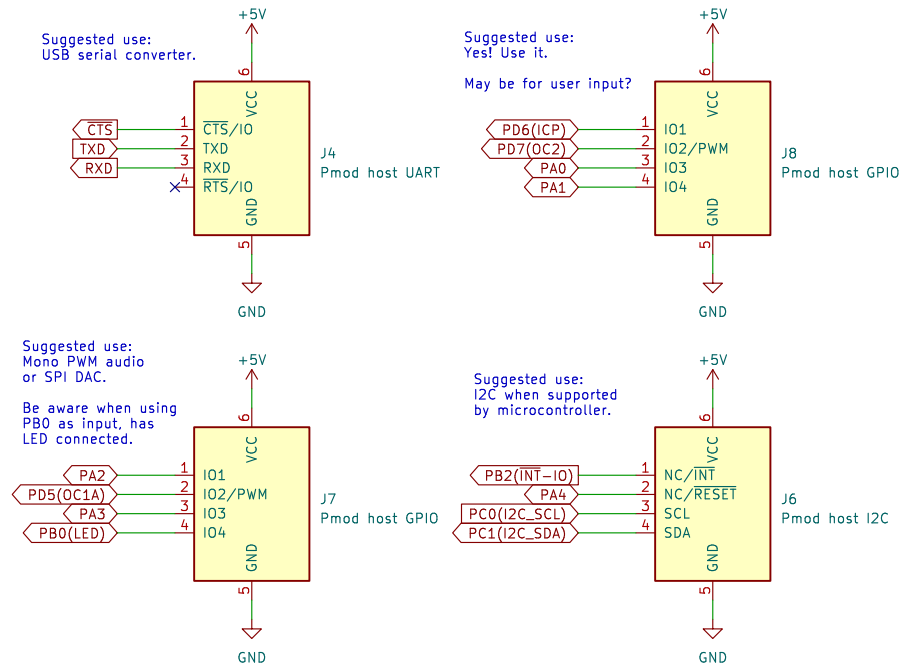 +5V
Suggested use:
USB serial converter.
6
VCC
CTS
1
CTS/IO
TXD
2
TXD
RXD
3
RXD
4
RTS/IO
GND
5
J4
Pmod host UART
GND
+5V
Suggested use:
Yes! Use it.
May be for user input?
6
VCC
PD6(ICP)
1
IO1
PD7(OC2)
2
IO2/PWM
PA0
3
IO3
PA1
4
IO4
GND
5
J8
Pmod host GPIO
GND
Suggested use:
Mono PWM audio
or SPI DAC.
Be aware when using
PB0 as input, has
LED connected.
+5V
6
VCC
PA2
1
IO1
PD5(OC1A)
2
IO2/PWM
PA3
3
IO3
PB0(LED)
4
IO4
GND
5
J7
Pmod host GPIO
GND
+5V
Suggested use:
I2C when supported
by microcontroller.
6
VCC
PB2(INT-IO)
1
NC/INT
PA4
2
NC/RESET
PC0(I2C_SCL)
3
SCL
PC1(I2C_SDA)
4
SDA
GND
5
J6
Pmod host I2C
GND